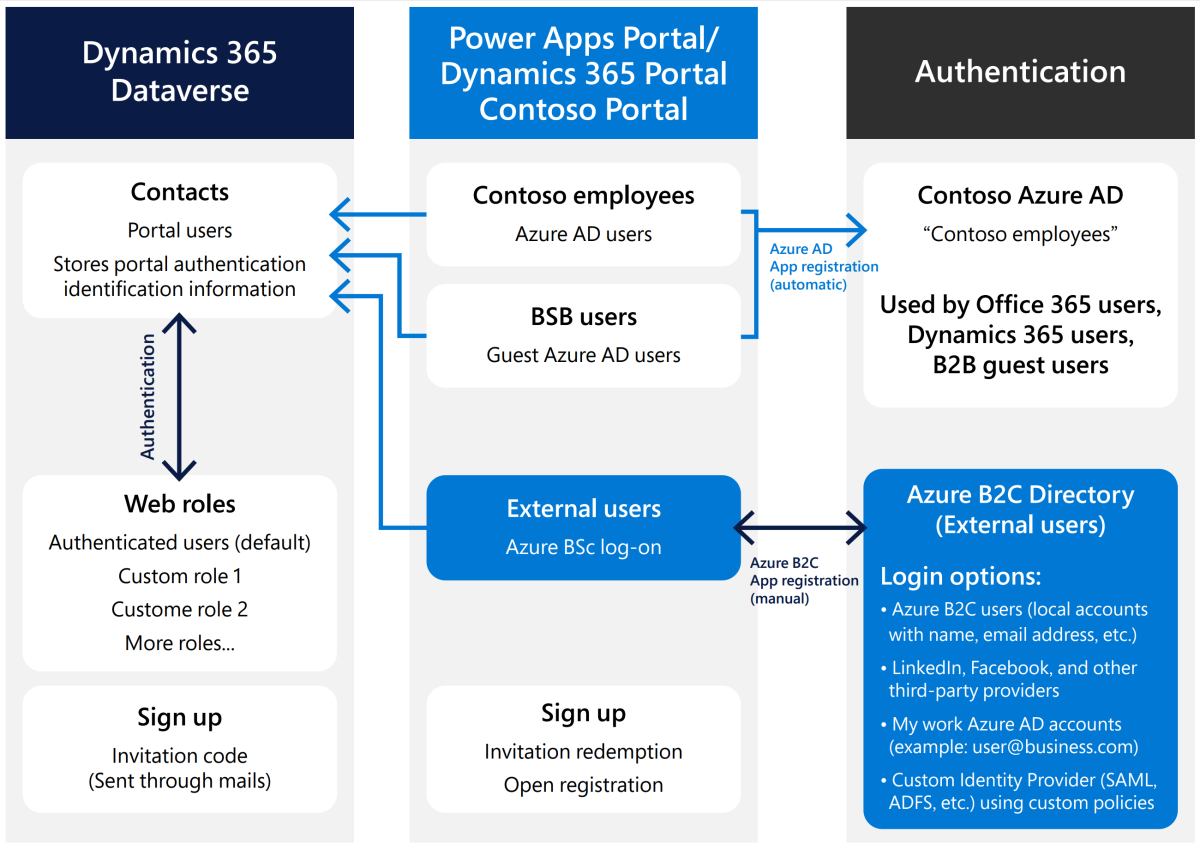 Dynamics 365
Dataverse
Contacts
Portal users
Stores portal authentication
identification information
Authentication
Web roles
Authenticated users (default)
Custom role 1
Custome role 2
More roles...
Sign up
Invitation code
(Sent through mails)
Power Apps Portal/
Dynamics 365 Portal
Contoso Portal
Contoso employees
Azure AD users
BSB users
Guest Azure AD users
External users
Azure BSc log-on
Sign up
Invitation redemption
Open registration
Azure AD
App registration
(automatic)
Azure B2C
App registration
(manual)
Authentication
Contoso Azure AD
“Contoso employees”
Used by Office 365 users,
Dynamics 365 users,
B2B guest users
Azure B2C Directory
(External users)
Login options:
• Azure B2C users (local accounts
with name, email address, etc.)
• LinkedIn, Facebook, and other
third-party providers
• My work Azure AD accounts
(example: user@business.com)
• Custom Identity Provider (SAML,
ADFS, etc.) using custom policies